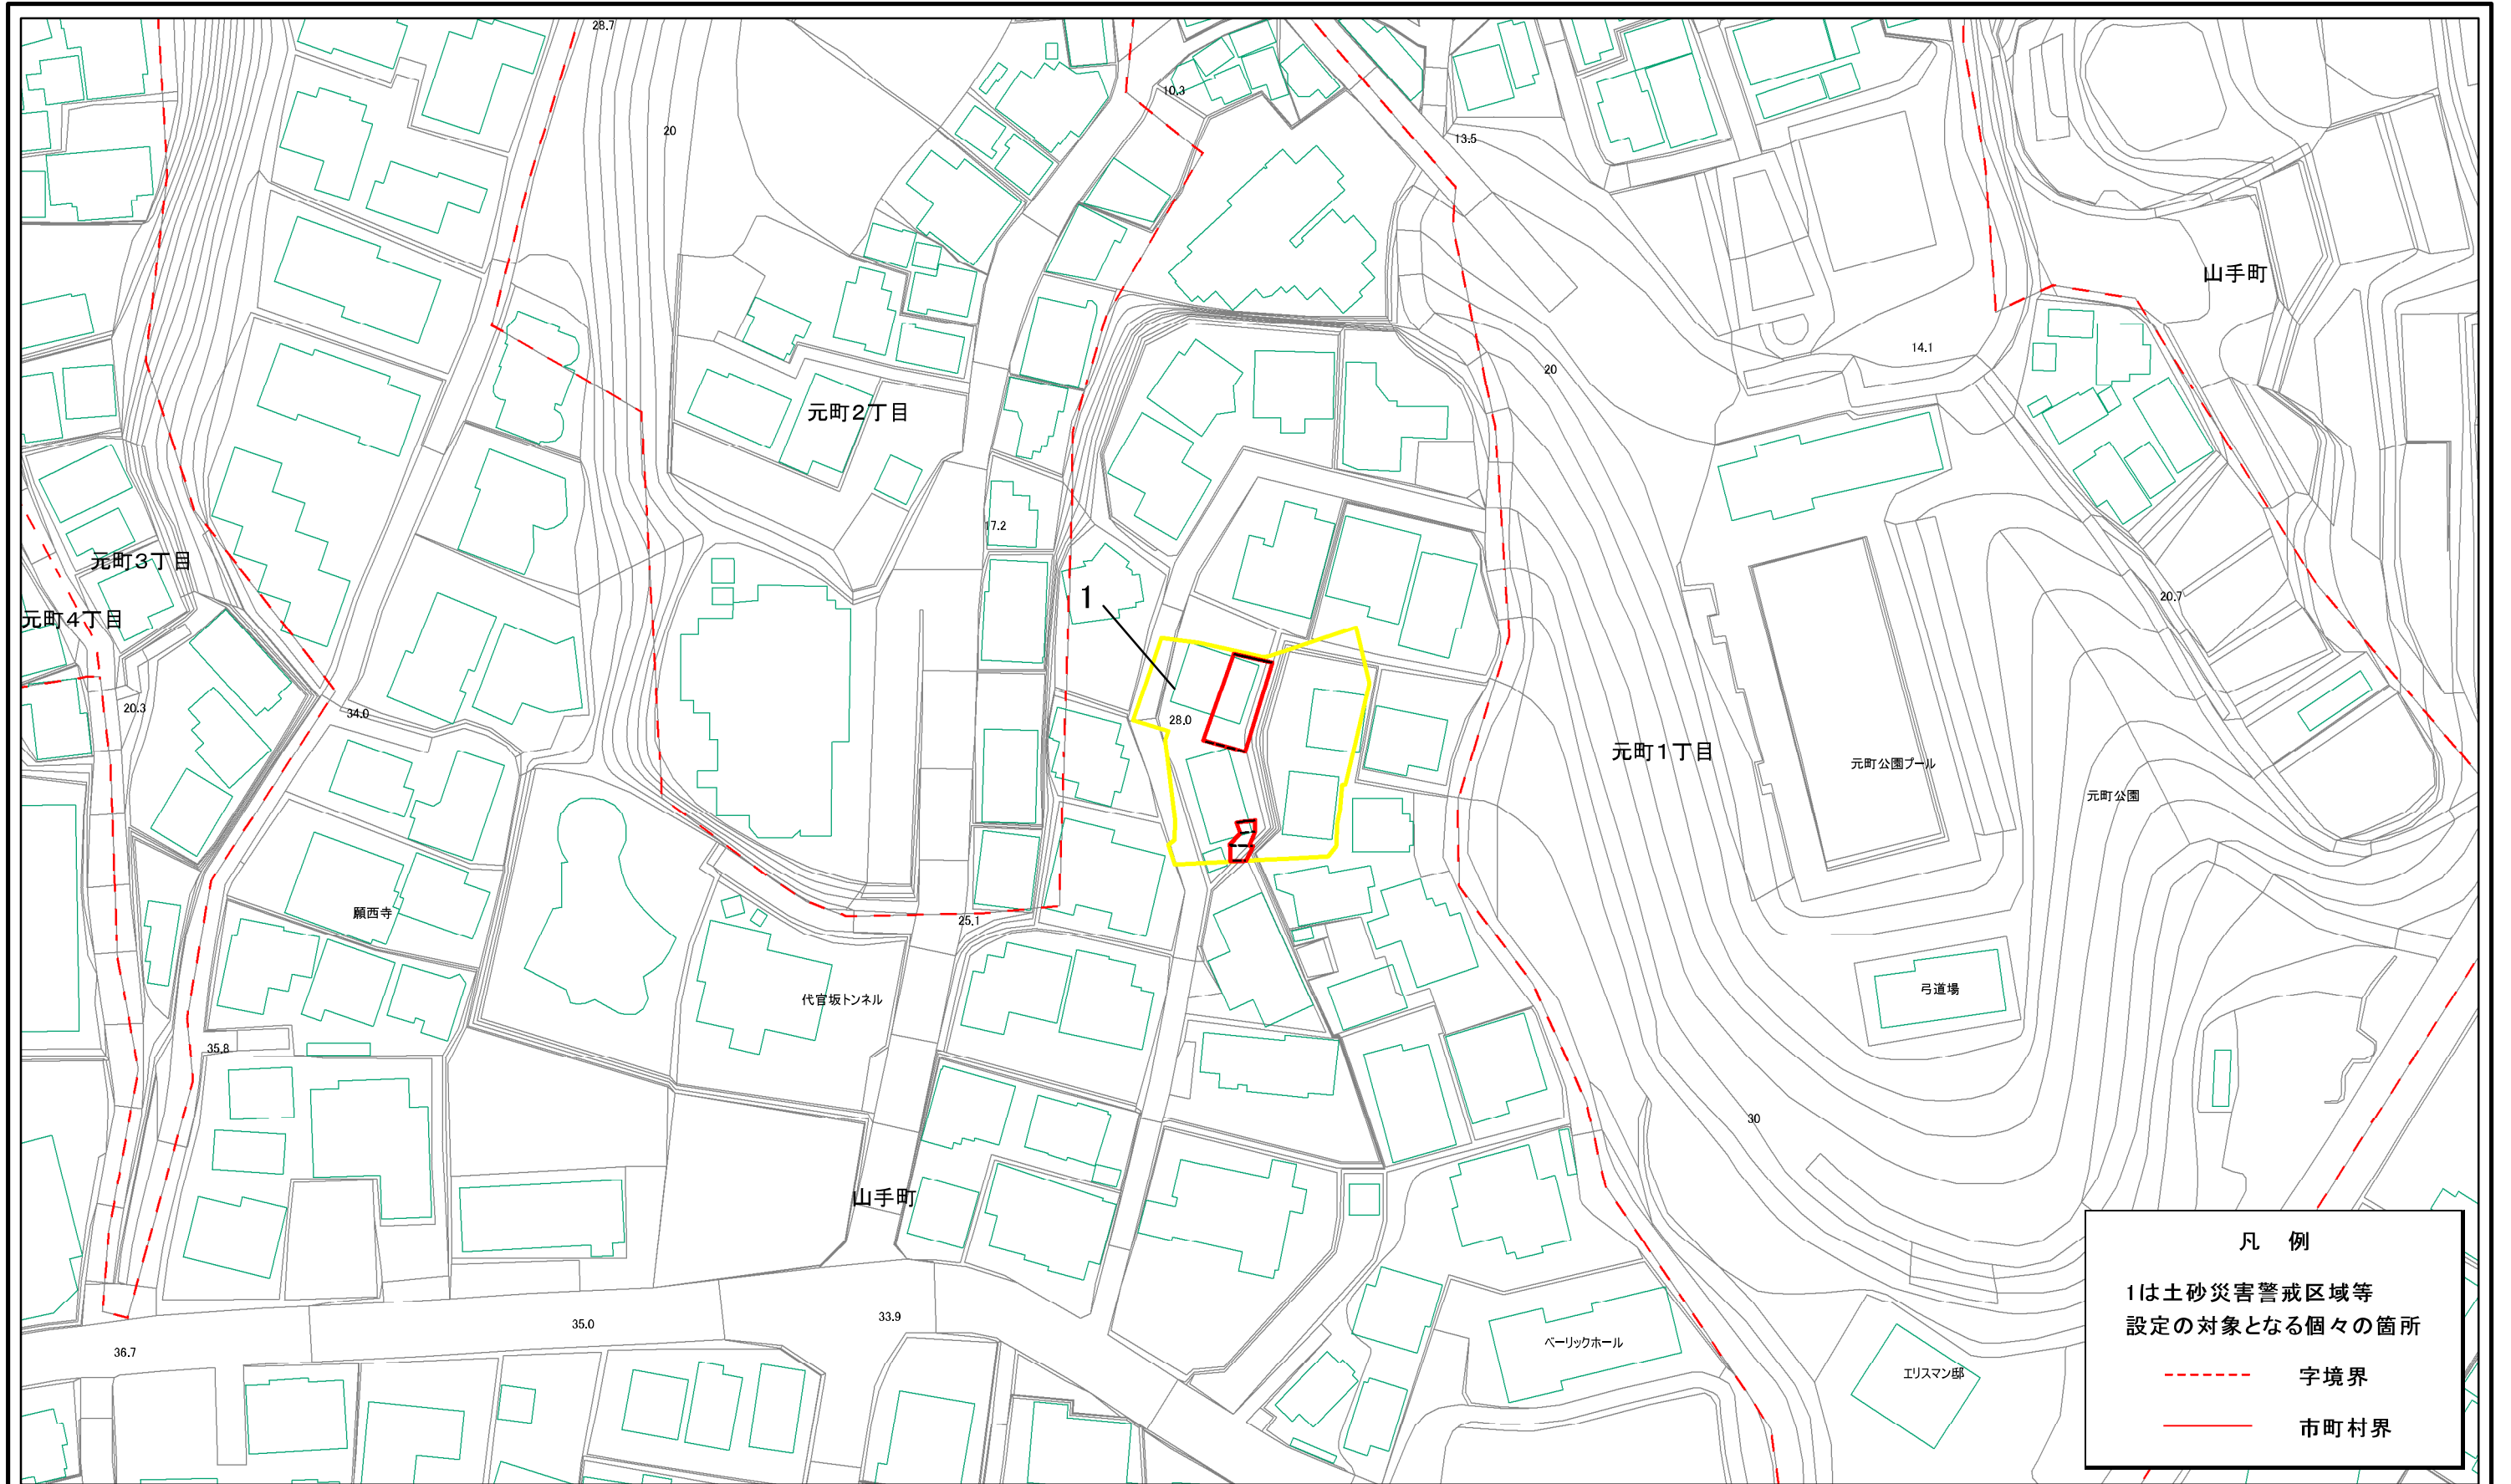 28.7
20
10.3
13.5
山手町
14.1
20
元町2丁目
17.2
元町3丁目
元町4丁目
1
20.7
20.3
34.0
28.0
元町1丁目
元町公園プール
元町公園
願西寺
25.1
代官坂トンネル
弓道場
35.8
30
山手町
35.0
33.9
36.7
ベーリックホール
エリスマン邸
凡 例
1は土砂災害警戒区域等
設定の対象となる個々の箇所
字境界
市町村界